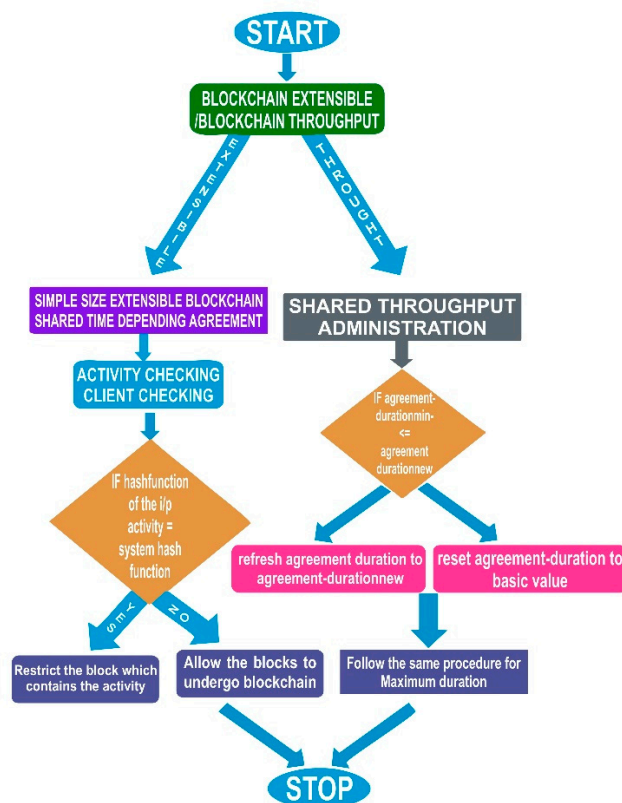 START
BLOCKCHAIN EXTENSIBLE
/BLOCKCHAIN THROUGHPUT
EXTENSIBILE
THROUGHT
SIMPLE SIZE EXTENSIBLE BLOCKCHAIN
SHARED TIME DEPENDING AGREEMENT
SHARED THROUGHPUT
ADMINISTRATION
ACTIVITY CHECKING
CLIENT CHECKING
IF agreement-
durationmin-
<=
agreement
durationnew
IF hashfunction
of the i/p
activity =
system hash
function
refresh agreement duration to
agreement-durationnew
reset agreement-duration to
basic value
YES
NO
Restrict the block which
contains the activity
Allow the blocks to
undergo blockchain
Follow the same procedure for
Maximum duration
STOP